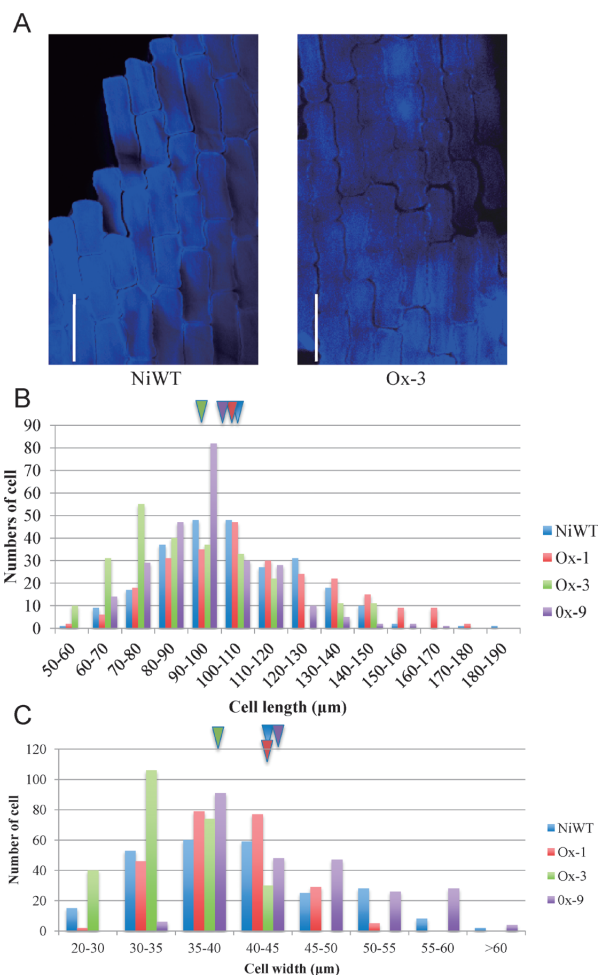 A
NiWT
Ox-3
B
90
80
70
60
50
40
30
20
10
0
Numbers of cell
50-60
60-70
70-80
80-90
90-100
100-110
110-120
120-130
130-140
140-150
150-160
160-170
170-180
180-190
Cell length (µm)
NiWT
Ox-1
Ox-3
0x-9
C
120
100
80
60
40
20
0
Number of cell
20-30
30-35
35-40
40-45
45-50
50-55
55-60
>60
Cell width (µm)
NiWT
Ox-1
Ox-3
0x-9